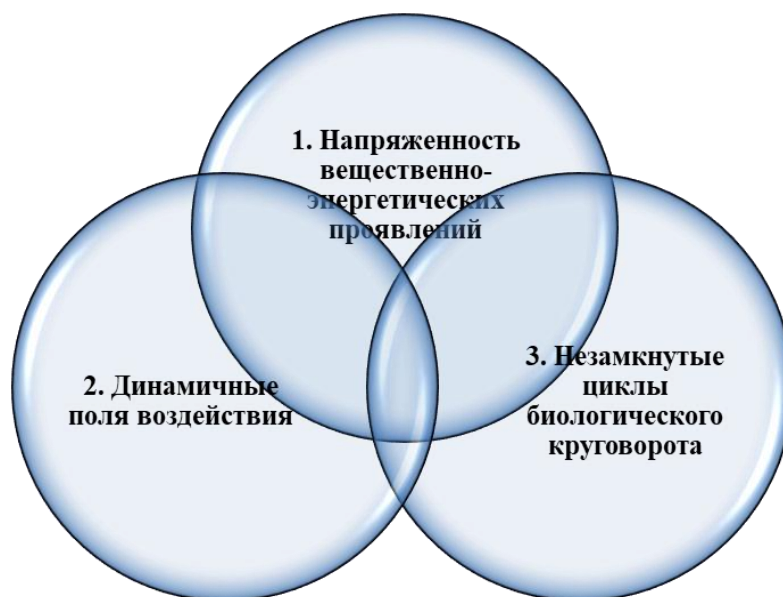 1. Напряженность
вещественно-
энергетических
проявлений
2. Динамичные
поля воздействия
3. Незамкнутые
циклы
биологического
круговорота